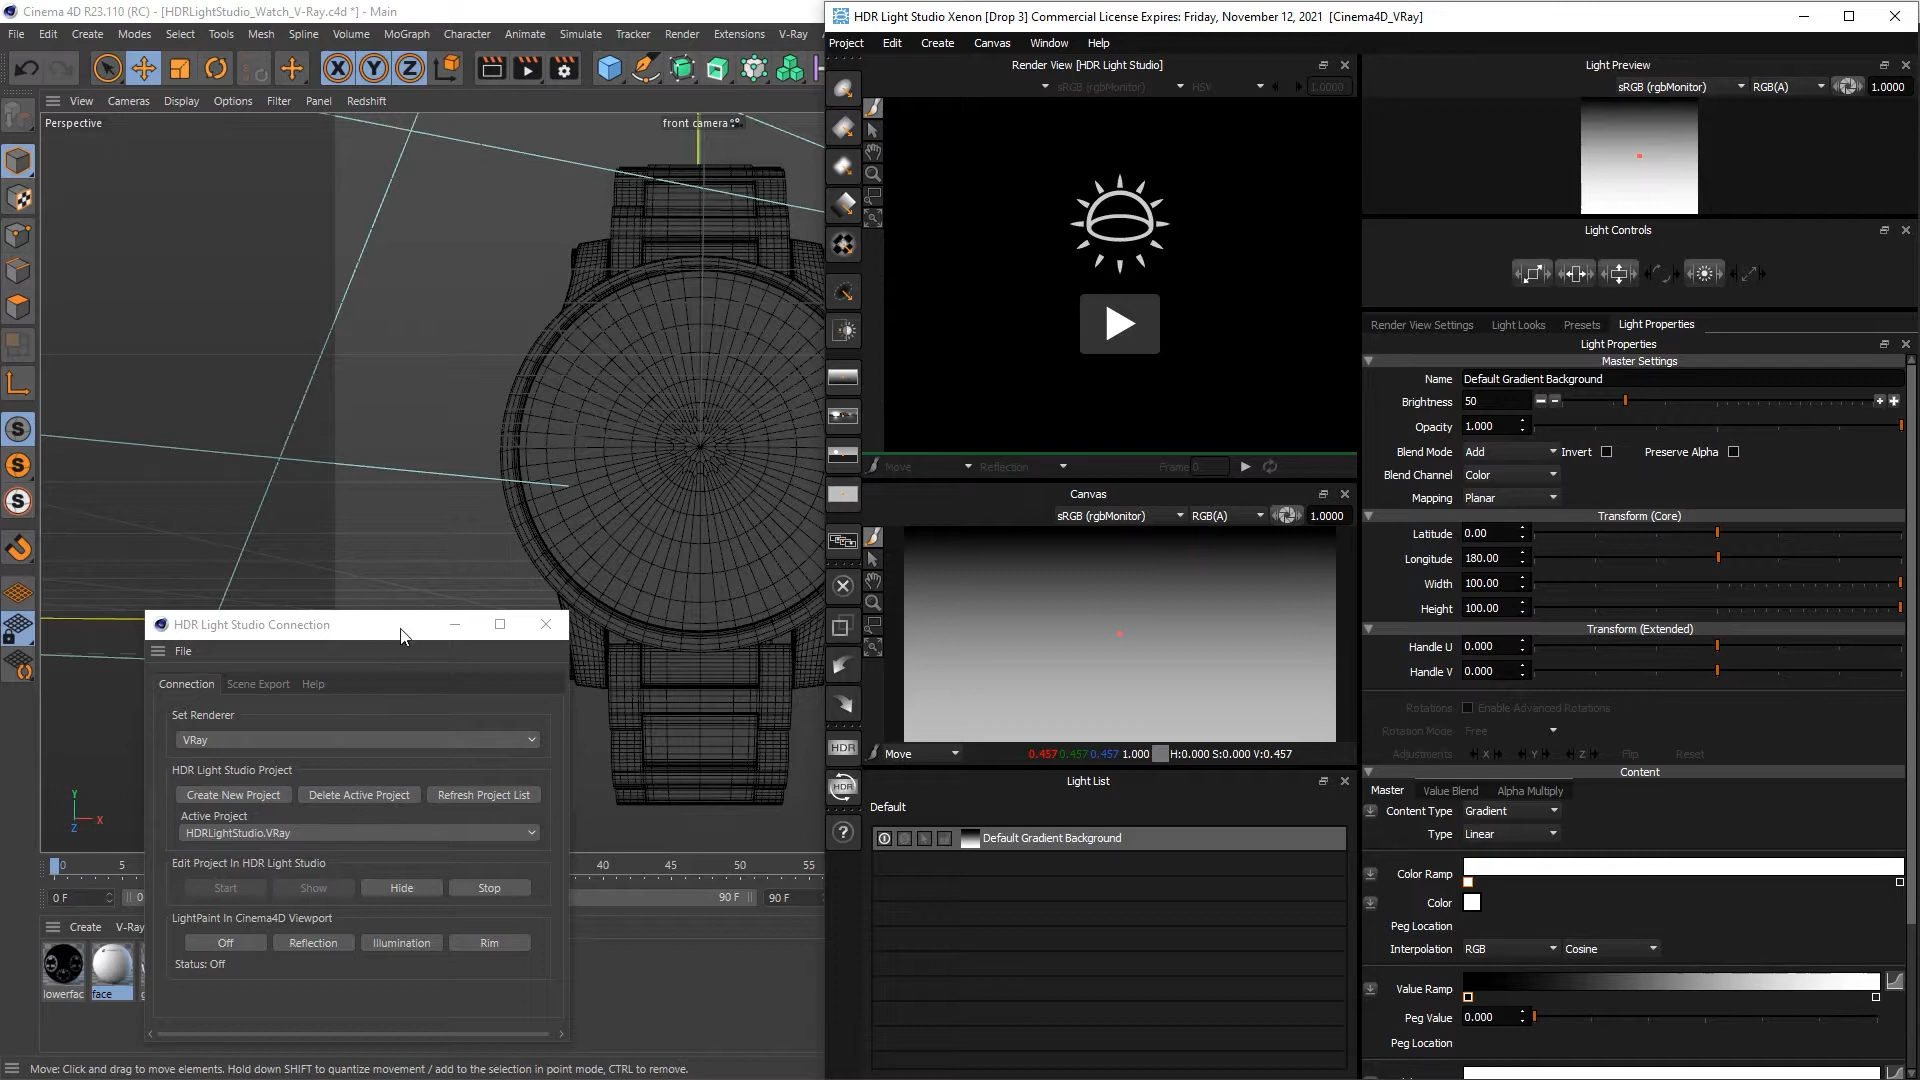 Cinema 4D R23.110 (RC) - [HDRLightStudio_Watch_V-Ray.c4d *] - Main
File Edit Create Modes Select Tools Mesh Spline Volume MoGraph Character Animate Simulate Tracker Render Extensions V-Ray
View Cameras Display Options Filter Panel Redshift
Perspective
front camera
HDR Light Studio Connection
File
Connection Scene Export Help
Set Renderer
VRay
HDR Light Studio Project
Create New Project Delete Active Project Refresh Project List
Active Project
HDRLightStudio.VRay
Edit Project In HDR Light Studio
Start Show Hide Stop
LightPaint In Cinema4D Viewport
Off Reflection Illumination Rim
Status: Off
Y
X
Z
0 5 40 45 50 55
0 F 0 90 F 90 F
Create V-Ray
lowerfac face
Move: Click and drag to move elements. Hold down SHIFT to quantize movement / add to the selection in point mode, CTRL to remove.
HDR Light Studio Xenon [Drop 3] Commercial License Expires: Friday, November 12, 2021 [Cinema4D_VRay]
Project Edit Create Canvas Window Help
Render View [HDR Light Studio]
sRGB (rgbMonitor) HSV 1.0000
Move Reflection Frame 0
Canvas
sRGB (rgbMonitor) RGB(A) 1.0000
Move 0.457 0.457 0.457 1.000 H:0.000 S:0.000 V:0.457
HDR
HDR
Light List
Default
Default Gradient Background
Light Preview
sRGB (rgbMonitor) RGB(A) 1.0000
Light Controls
Render View Settings Light Looks Presets Light Properties
Light Properties
Master Settings
Name Default Gradient Background
Brightness 50
Opacity 1.000
Blend Mode Add Invert Preserve Alpha
Blend Channel Color
Mapping Planar
Transform (Core)
Latitude 0.00
Longitude 180.00
Width 100.00
Height 100.00
Transform (Extended)
Handle U 0.000
Handle V 0.000
Rotations Enable Advanced Rotations
Rotation Mode Free
Adjustments X Y Z Flip Reset
Content
Master Value Blend Alpha Multiply
Content Type Gradient
Type Linear
Color Ramp
Color
Peg Location
Interpolation RGB Cosine
Value Ramp
Peg Value 0.000
Peg Location